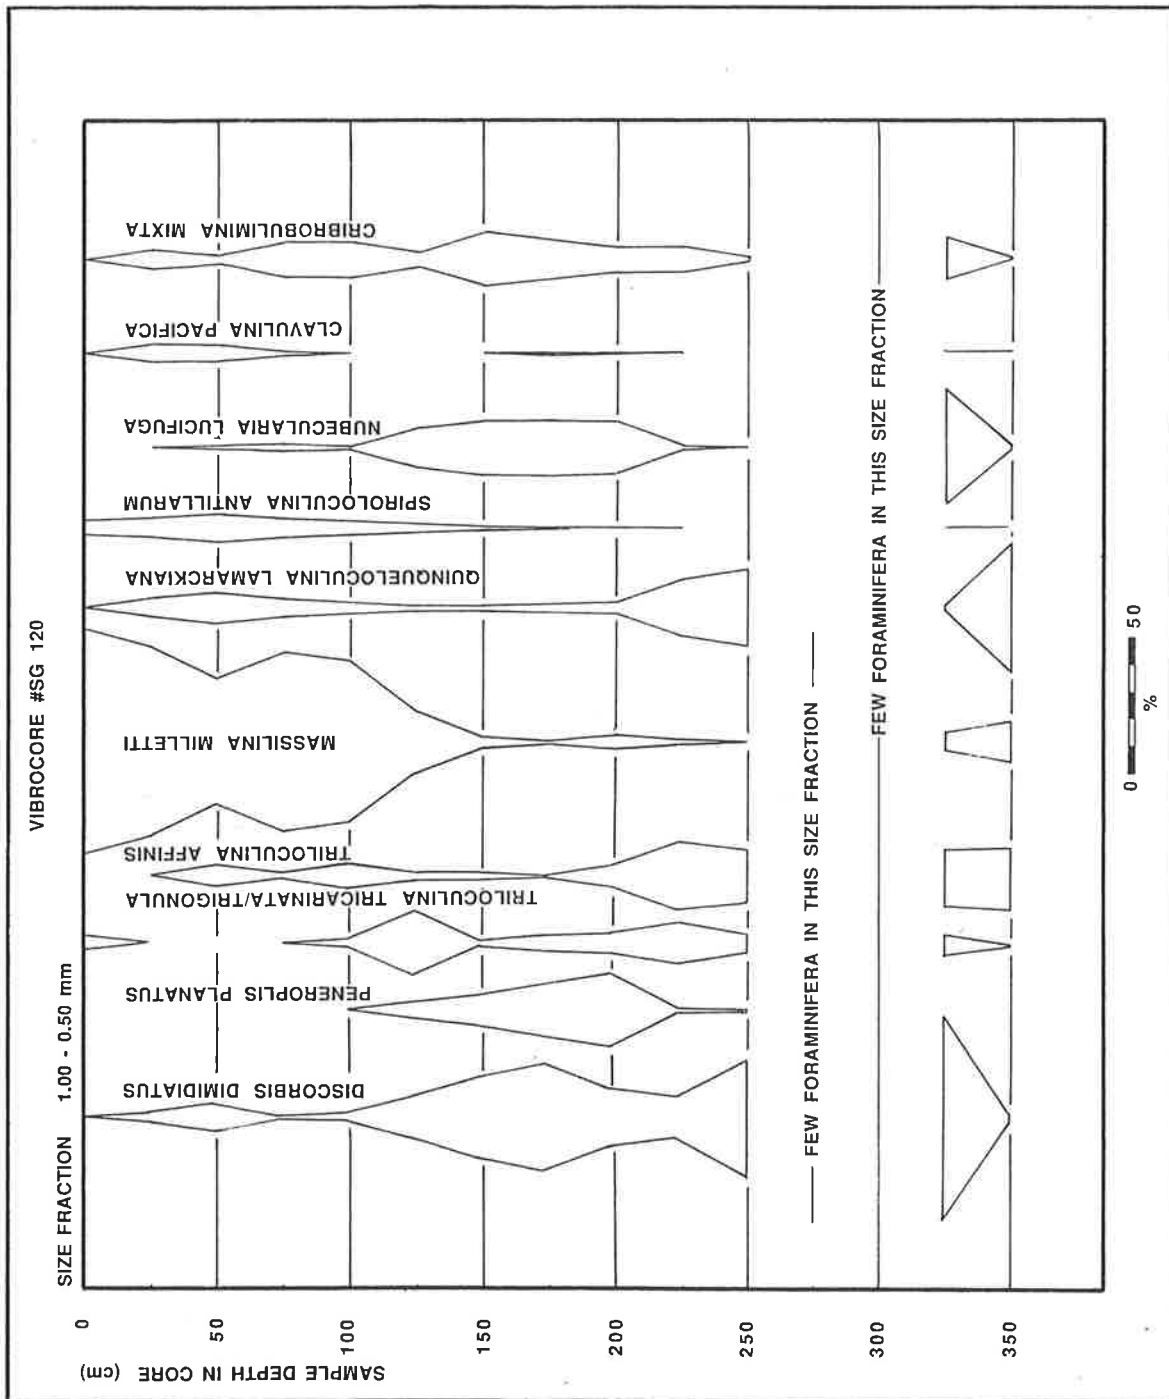 VIBROCORE #SG 120
SIZE FRACTION 1.00 - 0.50 mm
DISCORBIS DIMIDIATUS
PENEROPLIS PLANATUS
TRILOCULINA TRICARINATA/TRIGONULA
TRILOCULINA AFFINIS
MASSILINA MILLETTI
QUINQUELOCULINA LAMARCKIANA
SPIROLOCULINA ANTILLARUM
NUBECULARIA LUCIFUGA
CLAVULINA PACIFICA
CRIBROBULIMINA MIXTA
SAMPLE DEPTH IN CORE (cm)
0
50
100
150
200
250
300
350
FEW FORAMINIFERA IN THIS SIZE FRACTION
FEW FORAMINIFERA IN THIS SIZE FRACTION
0 50
%